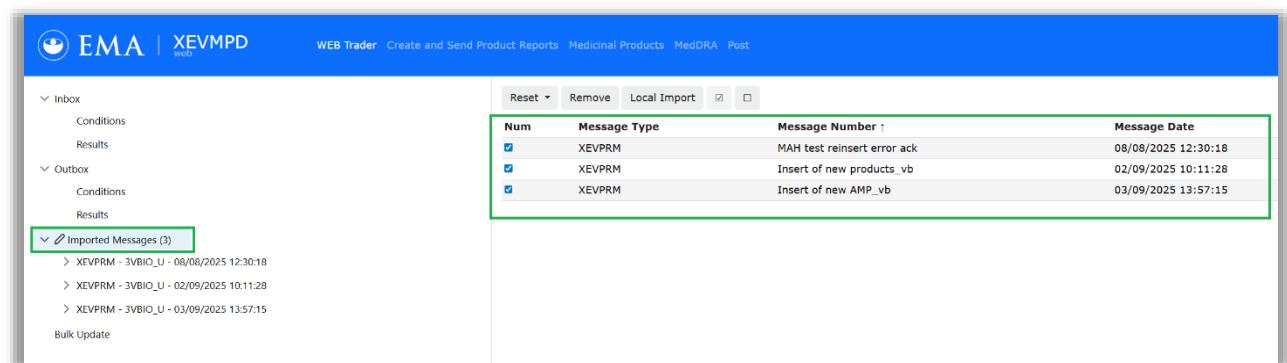 EMA | XEVMPD
web
WEB Trader Create and Send Product Reports Medicinal Products MedDRA Post
Inbox
Conditions
Results
Outbox
Conditions
Results
Imported Messages (3)
XEVPRM - 3VBIO_U - 08/08/2025 12:30:18
XEVPRM - 3VBIO_U - 02/09/2025 10:11:28
XEVPRM - 3VBIO_U - 03/09/2025 13:57:15
Bulk Update
Reset Remove Local Import
Num Message Type Message Number ↑ Message Date
XEVPRM MAH test reinsert error ack 08/08/2025 12:30:18
XEVPRM Insert of new products_vb 02/09/2025 10:11:28
XEVPRM Insert of new AMP_vb 03/09/2025 13:57:15